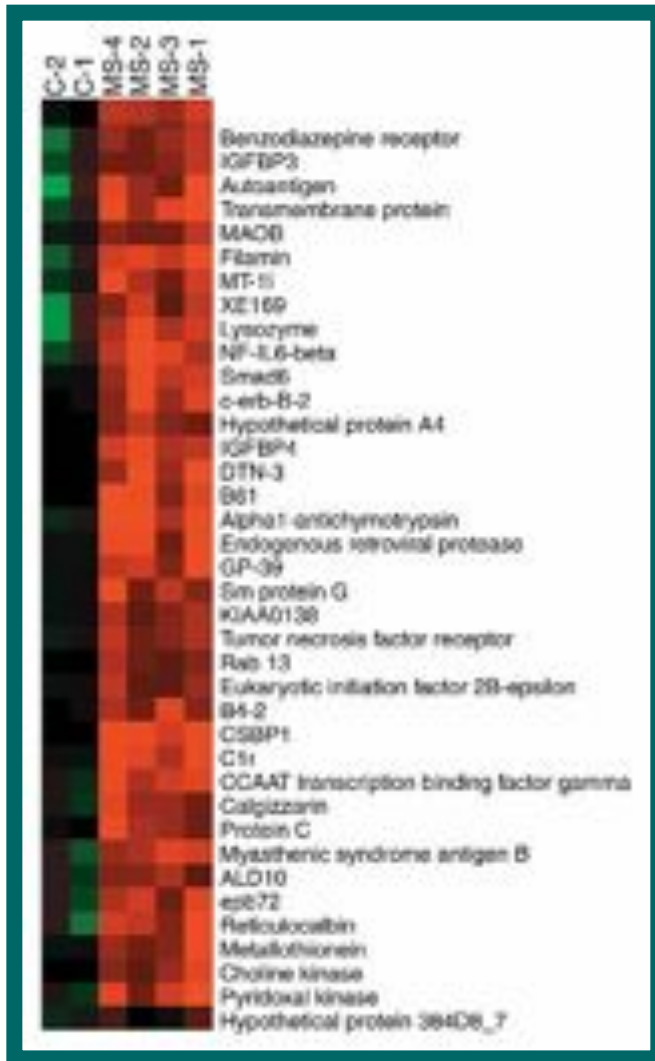 C-2
C-1
MS-4
MS-2
MS-3
MS-1
Benzodiazepine receptor
IGFBP3
Autoantigen
Transmembrane protein
MAOB
Filamin
MT-1i
XE169
Lysozyme
NF-IL6-beta
Smad6
c-erb-B-2
Hypothetical protein A4
IGFBP4
DTN-3
B61
Alpha1-antichymotrypsin
Endogenous retroviral protease
GP-39
Sm protein G
KIAA0138
Tumor necrosis factor receptor
Rab 13
Eukaryotic initiation factor 2B-epsilon
B4-2
CSBP1
C1r
CCAAT transcription binding factor gamma
Calgizzarin
Protein C
Myasthenic syndrome antigen B
ALD10
epb72
Reticulocalbin
Metallothionein
Choline kinase
Pyridoxal kinase
Hypothetical protein 384D8_7